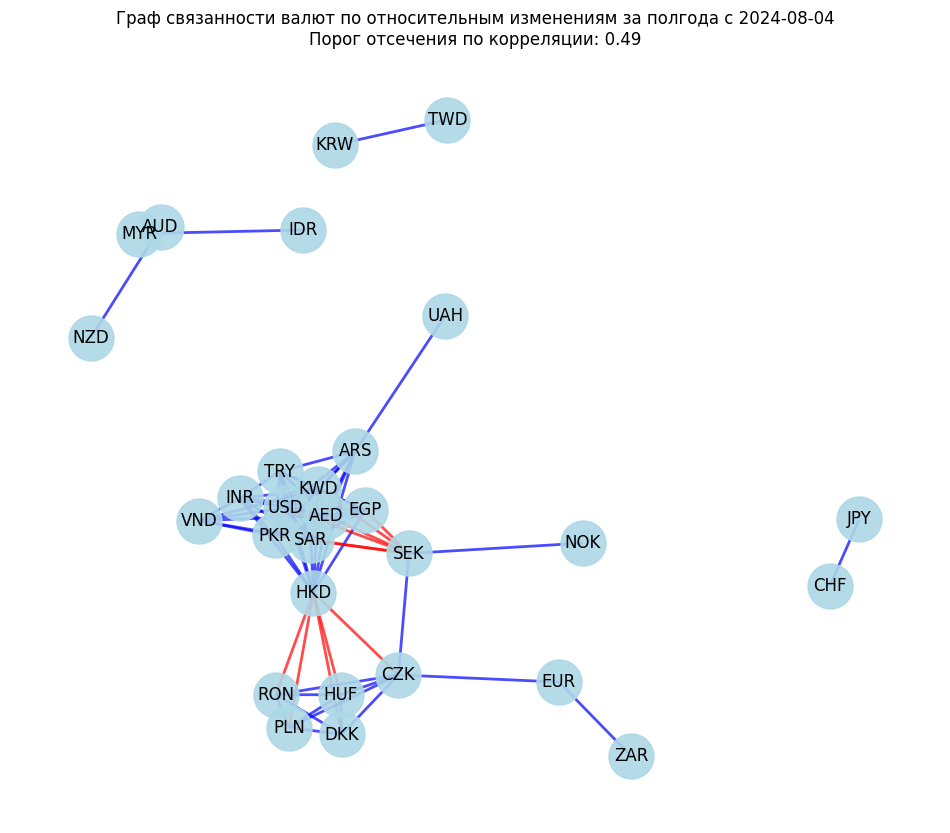 Граф связанности валют по относительным изменениям за полгода с 2024-08-04
Порог отсечения по корреляции: 0.49
TWD
KRW
AUD
MYR
IDR
UAH
NZD
ARS
TRY
KWD
INR
USD
EGP
AED
VND
JPY
PKR
SAR
NOK
SEK
CHF
HKD
CZK
EUR
RON
HUF
PLN
DKK
ZAR